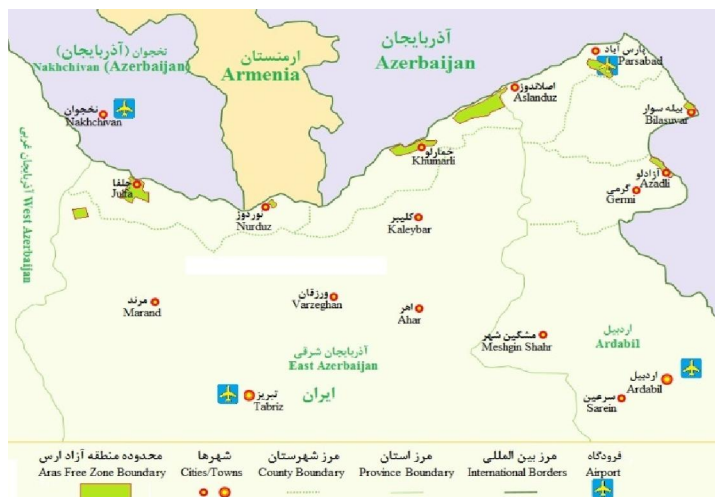 نخجوان (آذربایجان)
Nakhchivan (Azerbaijan)
ارمنستان
Armenia
آذربایجان
Azerbaijan
پارس آباد
Parsabad
اصلاندوز
Aslanduz
بیله سوار
Bilasuvar
نخجوان
Nakhchivan
خمارلو
Khumarli
آزادلو
Azadli
گرمی
Germi
جلفا
Julfa
نوردوز
Nurduz
کلیبر
Kaleybar
آذربایجان غربی
West Azerbaijan
مرند
Marand
ورزقان
Varzeghan
اهر
Ahar
مشگین شهر
Meshgin Shahr
اردبیل
Ardabil
آذربایجان شرقی
East Azerbaijan
ایران
تبریز
Tabriz
اردبیل
Ardabil
سرعین
Sarein
محدوده منطقه آزاد ارس
Aras Free Zone Boundary
شهرها
Cities/Towns
مرز شهرستان
County Boundary
مرز استان
Province Boundary
مرز بین المللی
International Borders
فرودگاه
Airport